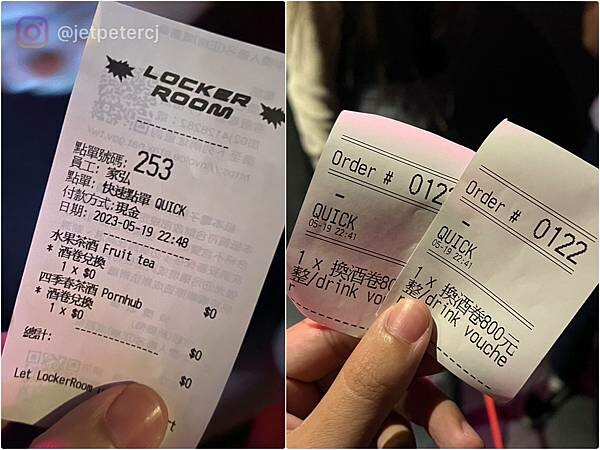 @jetpetercj
LOCKER
ROOM
點單號碼: 253
員工: 家弘
點單: 快速點單 QUICK
付款方式:現金
日期: 2023-05-19 22:48
水果茶酒 Fruit tea
* 酒卷兌換
1 x $0 $0
四季春茶酒 Pornhub
* 酒卷兌換
1 x $0 $0
總計: $0
Let LockerRoom
Order # 012
QUICK
05-19 22:41
1 x 換酒卷80
整/drink vou
r
Order # 0122
QUICK
05-19 22:41
1 x 換酒卷800元
整/drink vouche